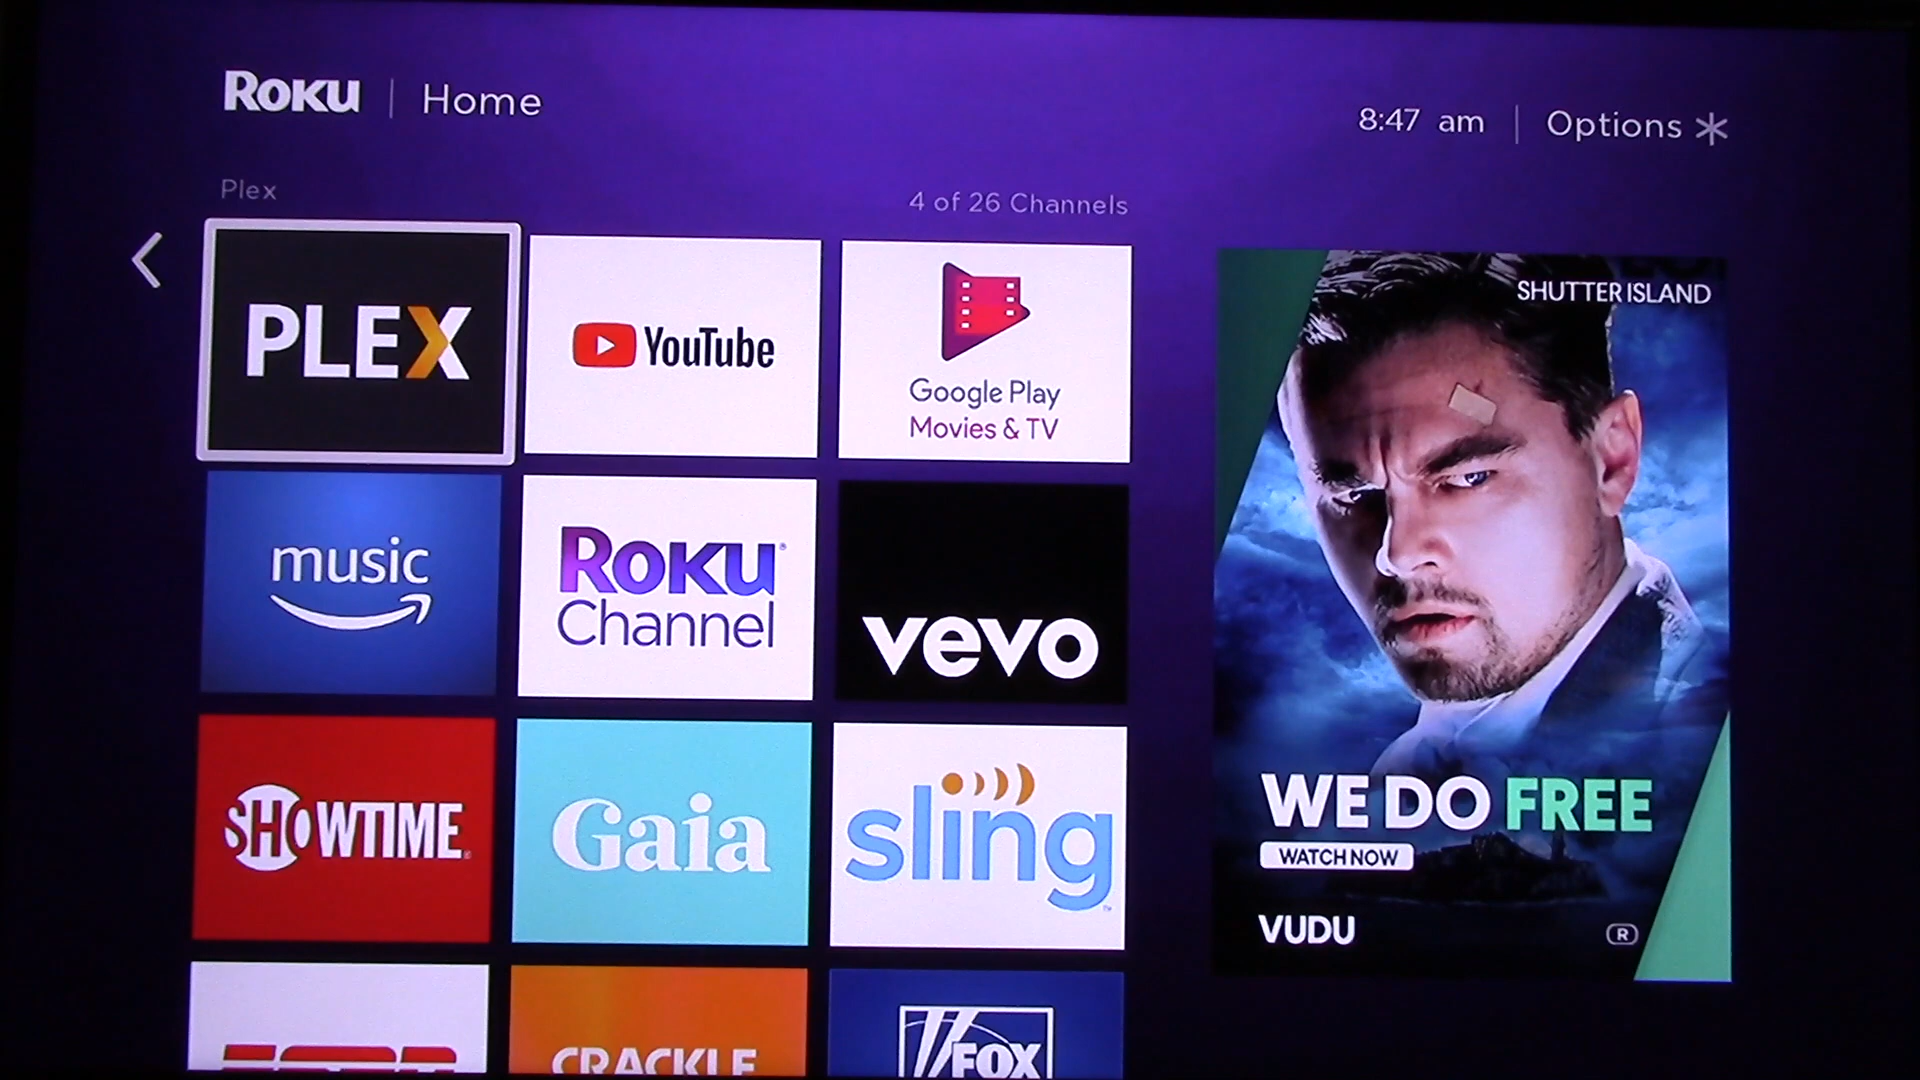 ROKU | Home
8:47 am | Options
Plex
4 of 26 Channels
PLEX
YouTube
Google Play
Movies & TV
music
ROKU
Channel
vevo
SHOWTIME
Gaia
sling
CRACKLE
FOX
SHUTTER ISLAND
WE DO FREE
WATCH NOW
VUDU
R